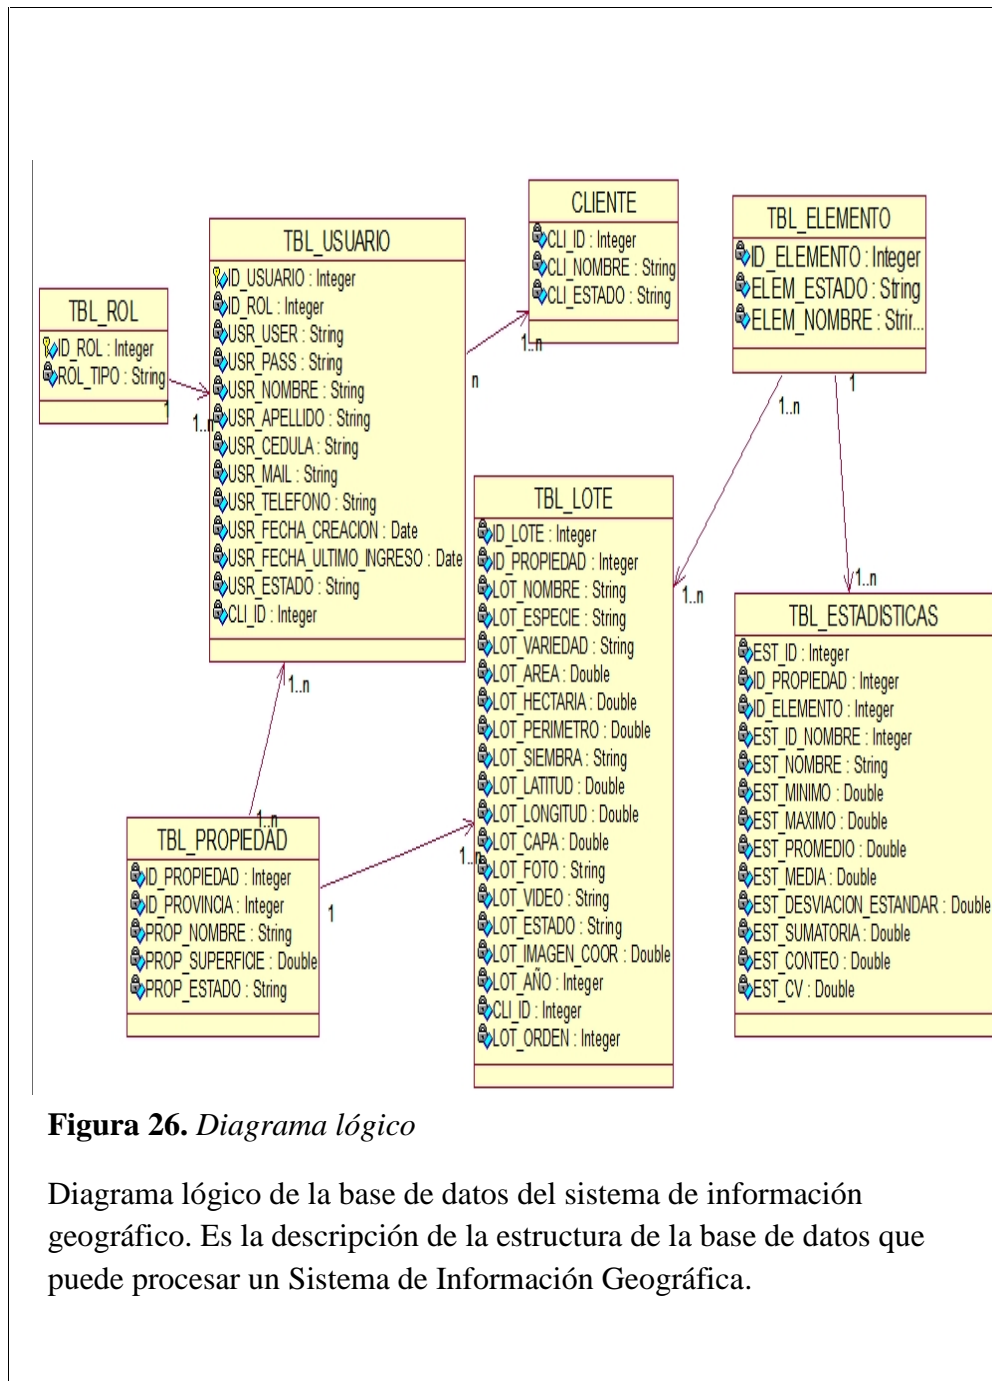 TBL_ROL
ID_ROL : Integer
ROL_TIPO : String
1
1..n
TBL_USUARIO
ID_USUARIO : Integer
ID_ROL : Integer
USR_USER : String
USR_PASS : String
USR_NOMBRE : String
USR_APELLIDO : String
USR_CEDULA : String
USR_MAIL : String
USR_TELEFONO : String
USR_FECHA_CREACION : Date
USR_FECHA_ULTIMO_INGRESO : Date
USR_ESTADO : String
CLI_ID : Integer
n
1..n
CLIENTE
CLI_ID : Integer
CLI_NOMBRE : String
CLI_ESTADO : String
TBL_ELEMENTO
ID_ELEMENTO : Integer
ELEM_ESTADO : String
ELEM_NOMBRE : Strir...
1..n
1
1..n
1..n
TBL_LOTE
ID_LOTE : Integer
ID_PROPIEDAD : Integer
LOT_NOMBRE : String
LOT_ESPECIE : String
LOT_VARIEDAD : String
LOT_AREA : Double
LOT_HECTARIA : Double
LOT_PERIMETRO : Double
LOT_SIEMBRA : String
LOT_LATITUD : Double
LOT_LONGITUD : Double
LOT_CAPA : Double
LOT_FOTO : String
LOT_VIDEO : String
LOT_ESTADO : String
LOT_IMAGEN_COOR : Double
LOT_AÑO : Integer
CLI_ID : Integer
LOT_ORDEN : Integer
TBL_ESTADISTICAS
EST_ID : Integer
ID_PROPIEDAD : Integer
ID_ELEMENTO : Integer
EST_ID_NOMBRE : Integer
EST_NOMBRE : String
EST_MINIMO : Double
EST_MAXIMO : Double
EST_PROMEDIO : Double
EST_MEDIA : Double
EST_DESVIACION_ESTANDAR : Double
EST_SUMATORIA : Double
EST_CONTEO : Double
EST_CV : Double
1..n
1..n
TBL_PROPIEDAD
ID_PROPIEDAD : Integer
ID_PROVINCIA : Integer
PROP_NOMBRE : String
PROP_SUPERFICIE : Double
PROP_ESTADO : String
1
1..n
Figura 26. Diagrama lógico
Diagrama lógico de la base de datos del sistema de información
geográfico. Es la descripción de la estructura de la base de datos que
puede procesar un Sistema de Información Geográfica.